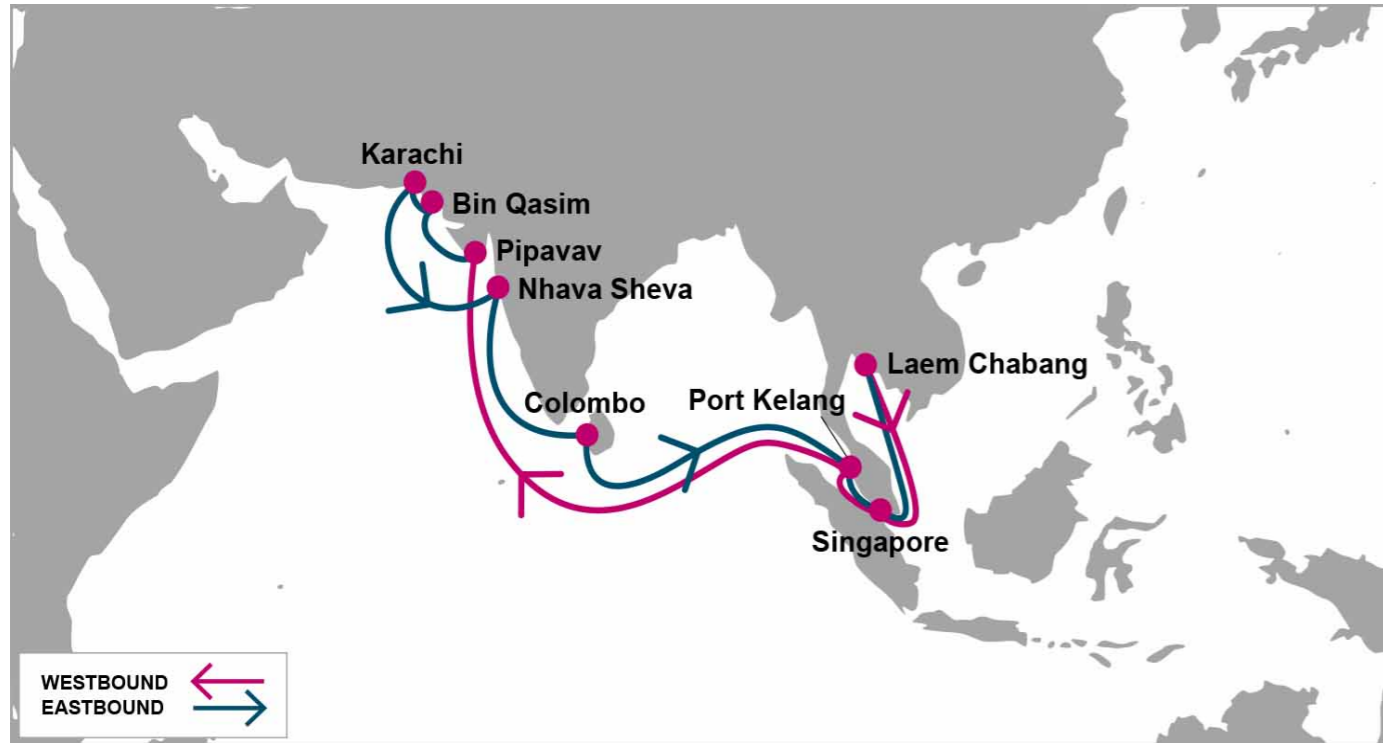 Karachi
Bin Qasim
Pipavav
Nhava Sheva
Laem Chabang
Port Kelang
Colombo
Singapore
WESTBOUND
EASTBOUND